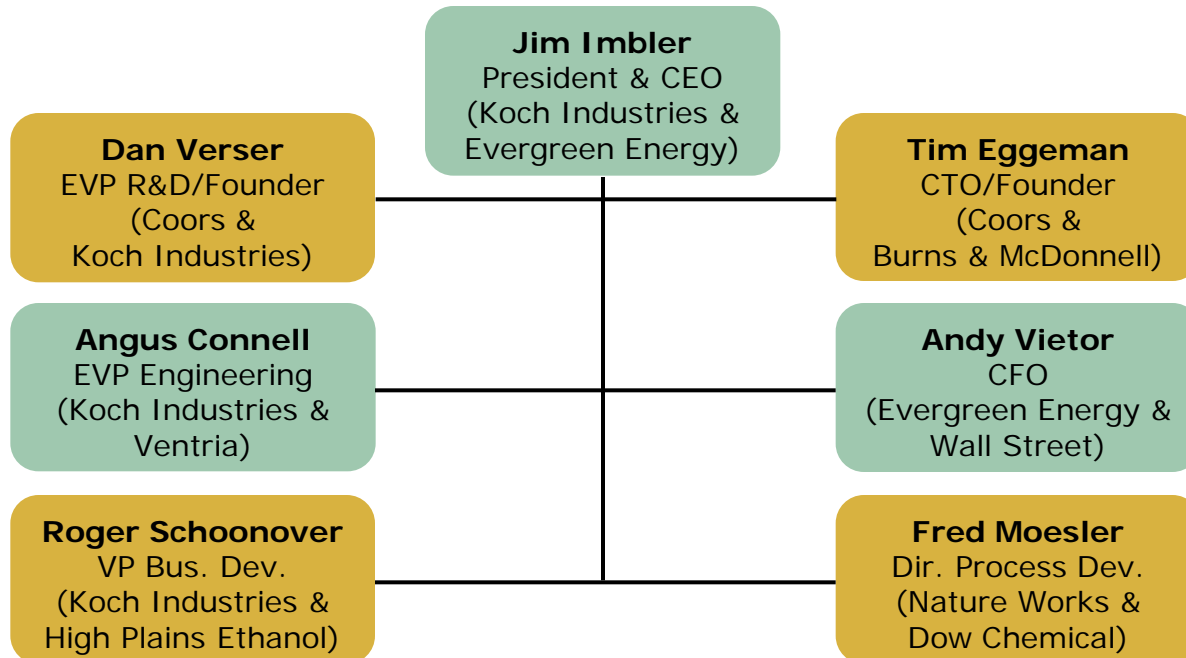 Jim Imbler
President & CEO
(Koch Industries &
Evergreen Energy)
Dan Verser
EVP R&D/Founder
(Coors &
Koch Industries)
Tim Eggeman
CTO/Founder
(Coors &
Burns & McDonnell)
Angus Connell
EVP Engineering
(Koch Industries &
Ventria)
Andy Vietor
CFO
(Evergreen Energy &
Wall Street)
Roger Schoonover
VP Bus. Dev.
(Koch Industries &
High Plains Ethanol)
Fred Moesler
Dir. Process Dev.
(Nature Works &
Dow Chemical)